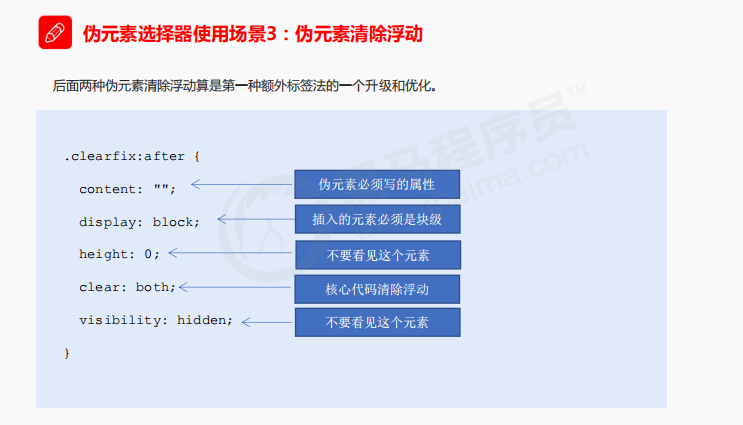 伪元素选择器使用场景3：伪元素清除浮动
后面两种伪元素清除浮动算是第一种额外标签法的一个升级和优化。
.clearfix:after {
content: ""; 伪元素必须写的属性
display: block; 插入的元素必须是块级
height: 0; 不要看见这个元素
clear: both; 核心代码清除浮动
visibility: hidden; 不要看见这个元素
}